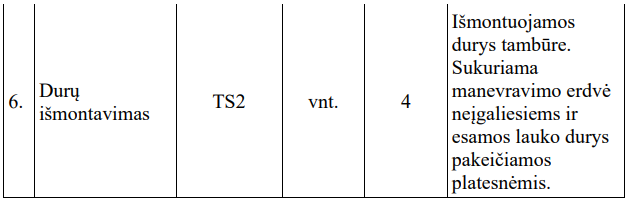 6.
Durų
išmontavimas
TS2
vnt.
4
Išmontuojamos
durys tambūre.
Sukuriama
manevravimo erdvė
neįgaliesiems ir
esamos lauko durys
pakeičiamos
platesnėmis.